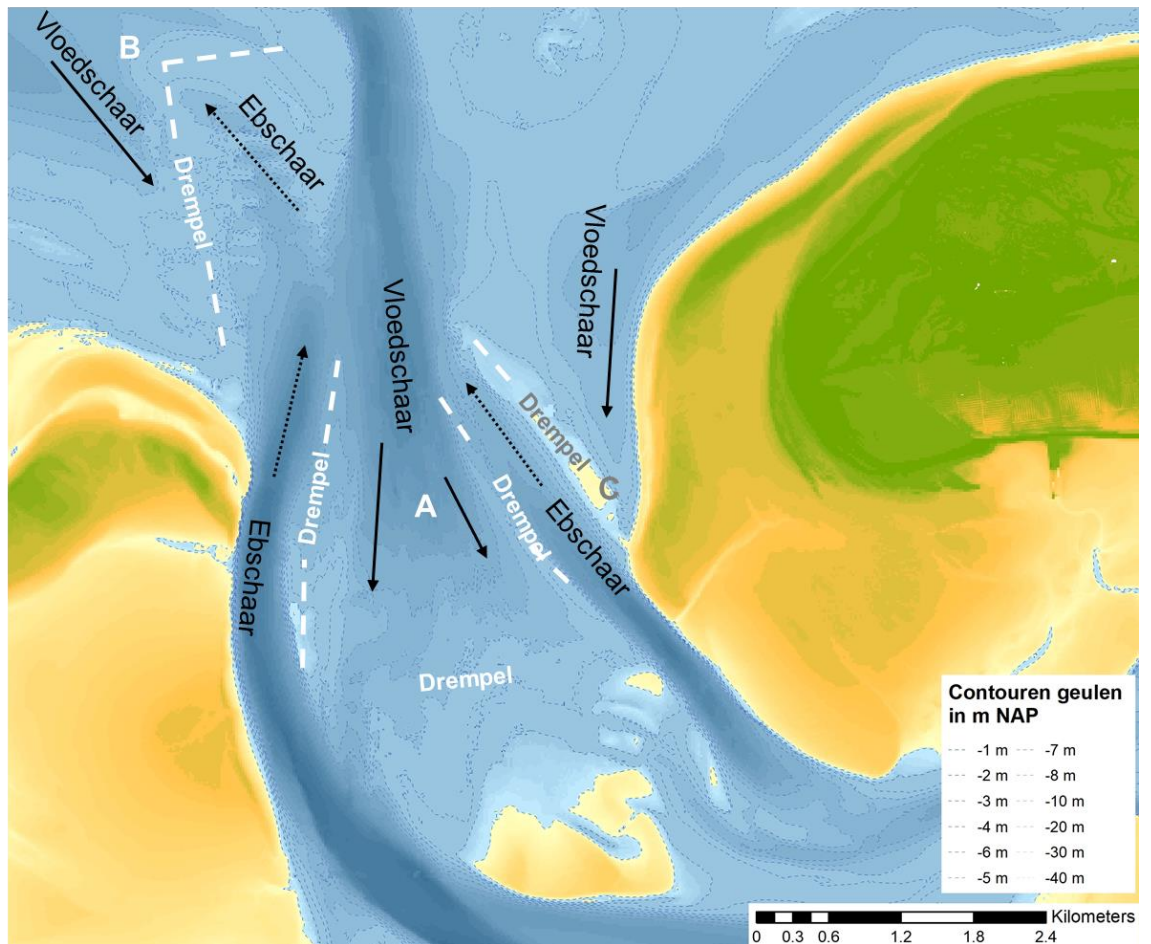 B
Vloedschaar
Ebschaar
Drempel
Vloedschaar
Vloedschaar
Drempel
C
Drempel
A
Drempel
Ebschaar
Ebschaar
Drempel
Contouren geulen
in m NAP
-1 m -7 m
-2 m -8 m
-3 m -10 m
-4 m -20 m
-6 m -30 m
-5 m -40 m
Kilometers
0 0.3 0.6 1.2 1.8 2.4